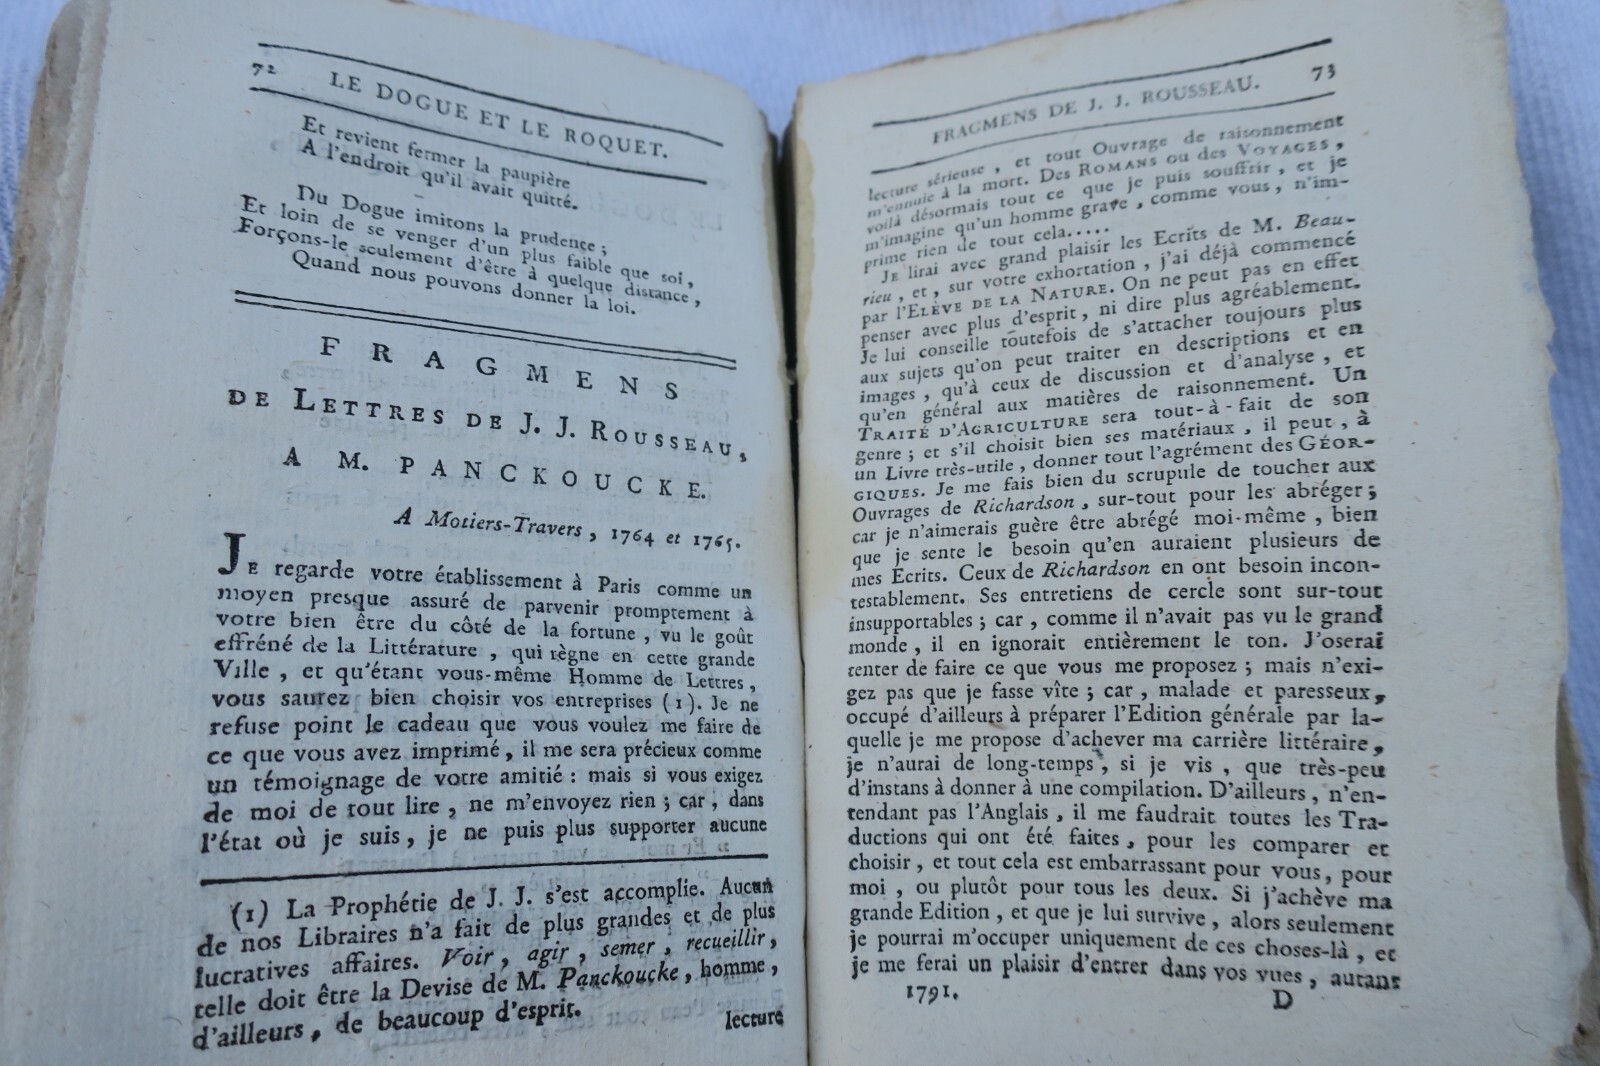 72 LE DOGUE ET LE ROQUET.
Et revient fermer la paupière
A l'endroit qu'il avait quitté.
Du Dogue imitons la prudence ;
Et loin de se venger d'un plus faible que soi,
Forçons-le seulement d'être à quelque distance,
Quand nous pouvons donner la loi.
FRAGMENS
DE LETTRES DE J. J. ROUSSEAU,
A M. PANCKOUCKE.
A Motiers-Travers, 1764 et 1765.
JE regarde votre établissement à Paris comme un
moyen presque assuré de parvenir promptement à
votre bien être du côté de la fortune, vu le goût
effréné de la Littérature, qui règne en cette grande
Ville, et qu'étant vous-même Homme de Lettres,
vous saurez bien choisir vos entreprises (1). Je ne
refuse point le cadeau que vous voulez me faire de
ce que vous avez imprimé, il me sera précieux comme
un témoignage de votre amitié : mais si vous exigez
de moi de tout lire, ne m'envoyez rien ; car, dans
l'état où je suis, je ne puis plus supporter aucune
(1) La Prophétie de J. J. s'est accomplie. Aucun
de nos Libraires n'a fait de plus grandes et de plus
lucratives affaires. Voir, agir, semer, recueillir,
telle doit être la Devise de M. Panckoucke, homme,
d'ailleurs, de beaucoup d'esprit.
lecture
FRAGMENS DE J. J. ROUSSEAU. 73
lecture sérieuse, et tout Ouvrage de raisonnement
m'ennuie à la mort. Des ROMANS ou des VOYAGES,
voilà désormais tout ce que je puis souffrir, et je
m'imagine qu'un homme grave, comme vous, n'im-
prime rien de tout cela.....
JE lirai avec grand plaisir les Ecrits de M. Beau-
rieu, et, sur votre exhortation, j'ai déjà commencé
par l'ELÈVE DE LA NATURE. On ne peut pas en effet
penser avec plus d'esprit, ni dire plus agréablement.
Je lui conseille toutefois de s'attacher toujours plus
aux sujets qu'on peut traiter en descriptions et en
images, qu'à ceux de discussion et d'analyse, et
qu'en général aux matières de raisonnement. Un
TRAITÉ D'AGRICULTURE sera tout-à-fait de son
genre ; et s'il choisit bien ses matériaux, il peut, à
un Livre très-utile, donner tout l'agrément des GÉOR-
GIQUES. Je me fais bien du scrupule de toucher aux
Ouvrages de Richardson, sur-tout pour les abréger ;
car je n'aimerais guère être abrégé moi-même, bien
que je sente le besoin qu'en auraient plusieurs de
mes Ecrits. Ceux de Richardson en ont besoin incon-
testablement. Ses entretiens de cercle sont sur-tout
insupportables ; car, comme il n'avait pas vu le grand
monde, il en ignorait entièrement le ton. J'oserai
tenter de faire ce que vous me proposez ; mais n'exi-
gez pas que je fasse vîte ; car, malade et paresseux,
occupé d'ailleurs à préparer l'Edition générale par la-
quelle je me propose d'achever ma carrière littéraire,
je n'aurai de long-temps, si je vis, que très-peu
d'instans à donner à une compilation. D'ailleurs, n'en-
tendant pas l'Anglais, il me faudrait toutes les Tra-
ductions qui ont été faites, pour les comparer et
choisir, et tout cela est embarrassant pour vous, pour
moi, ou plutôt pour tous les deux. Si j'achève ma
grande Edition, et que je lui survive, alors seulement
je pourrai m'occuper uniquement de ces choses-là, et
je me ferai un plaisir d'entrer dans vos vues, autant
1791. D